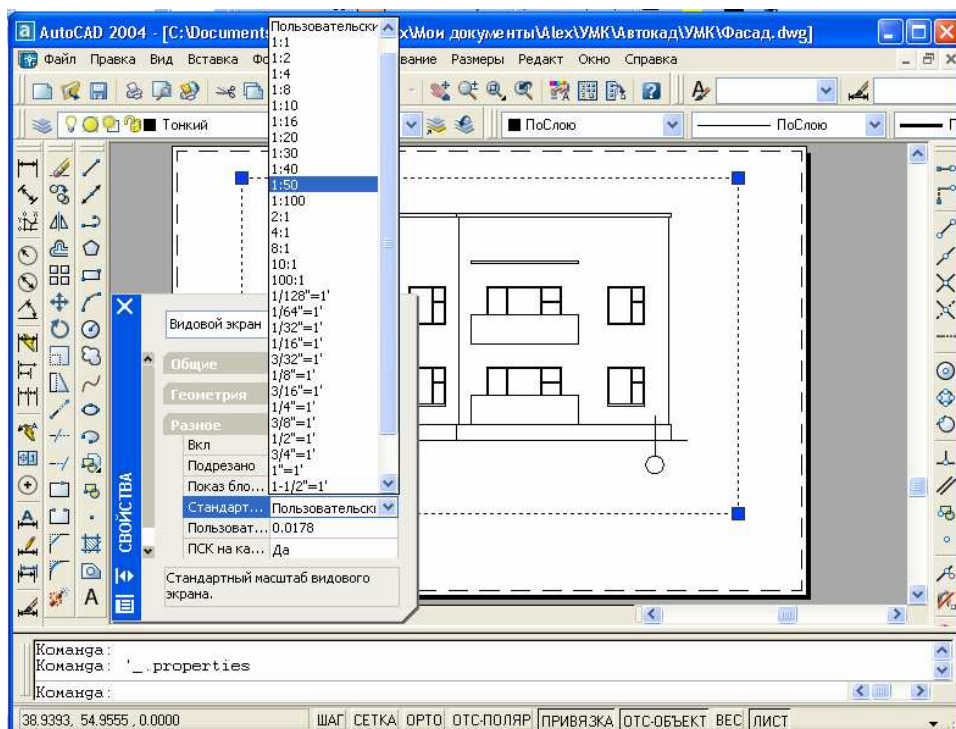 AutoCAD 2004 - [C:\Documents x\Мои документы\Alex\УМК\Автокад\УМК\Фасад.dwg]
Файл Правка Вид Вставка Фо вание Размеры Редакт Окно Справка
Тонкий ПоСлою ПоСлою П
Пользовательски
1:1
1:2
1:4
1:8
1:10
1:16
1:20
1:30
1:40
1:50
1:100
2:1
4:1
8:1
10:1
100:1
1/128"=1'
1/64"=1'
1/32"=1'
1/16"=1'
3/32"=1'
1/8"=1'
3/16"=1'
1/4"=1'
3/8"=1'
1/2"=1'
3/4"=1'
1"=1'
1-1/2"=1'
СВОЙСТВА
Видовой экран
Общие
Геометрия
Разное
Вкл
Подрезано
Показ бло...
Стандарт... Пользовательски
Пользоват... 0.0178
ПСК на ка... Да
Стандартный масштаб видового
экрана.
Команда:
Команда: '_.properties
Команда:
38.9393, 54.9555 , 0.0000 ШАГ СЕТКА ОРТО ОТС-ПОЛЯР ПРИВЯЗКА ОТС-ОБЪЕКТ ВЕС ЛИСТ